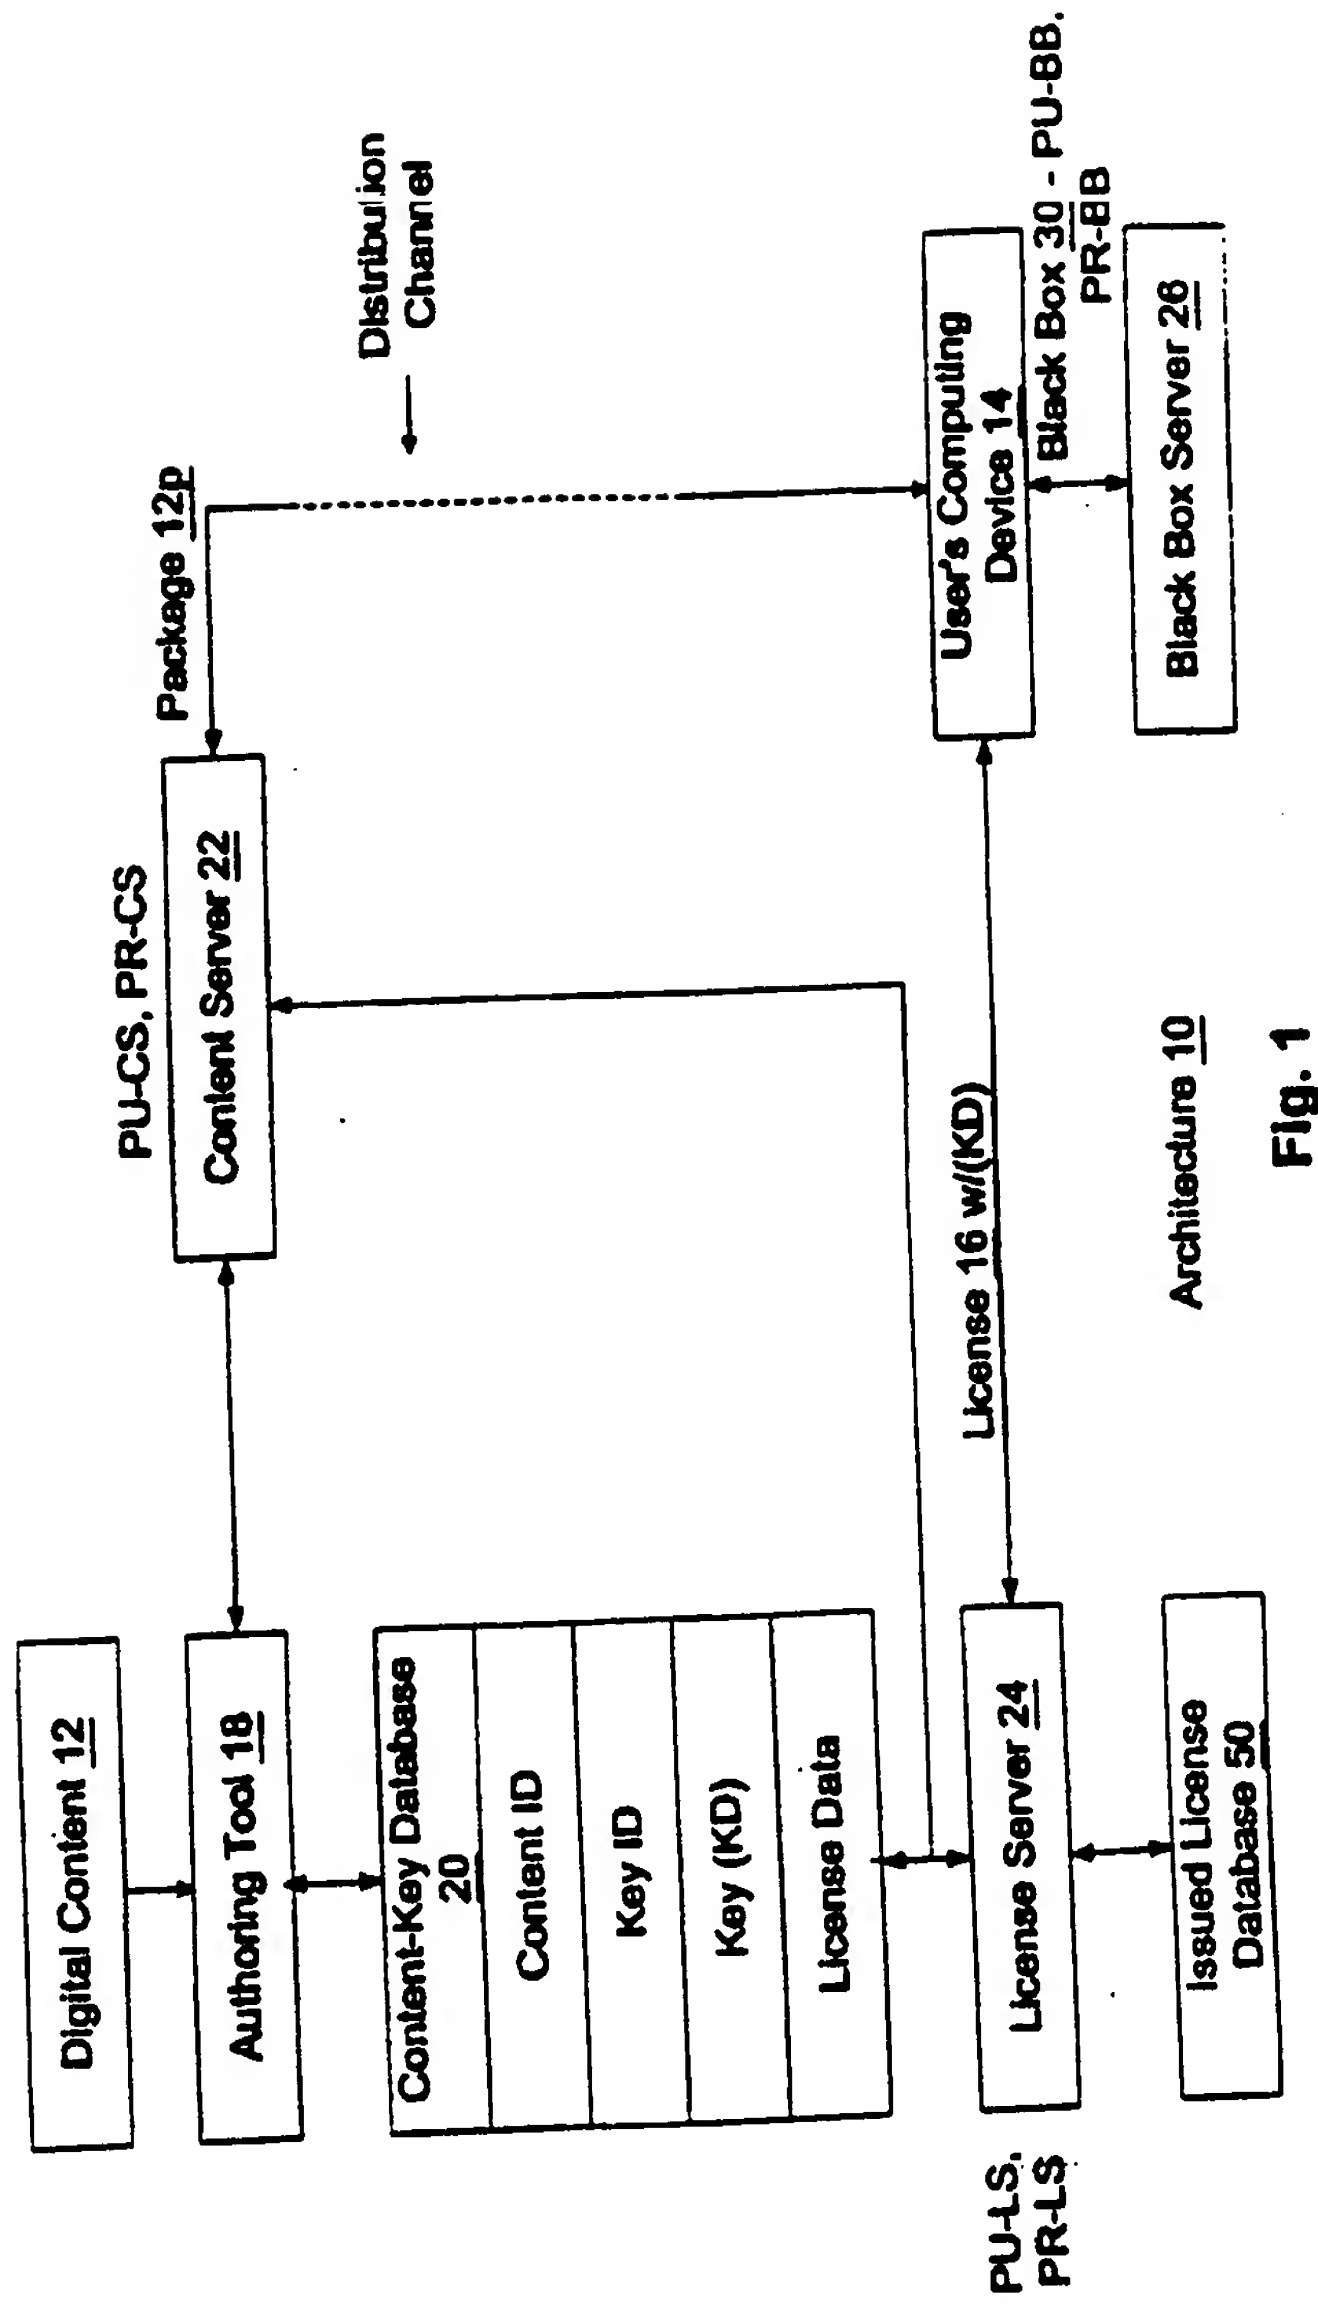 Digital Content 12
Authoring Tool 18
Content-Key Database
20
Content ID
Key ID
Key (KD)
License Data
PU-LS,
PR-LS
License Server 24
Issued License
Database 50
PU-CS, PR-CS
Content Server 22
Package 12p
Distribution
Channel
License 16 w/(KD)
User's Computing
Device 14
Black Box 30 - PU-BB,
PR-BB
Black Box Server 26
Architecture 10
Fig. 1